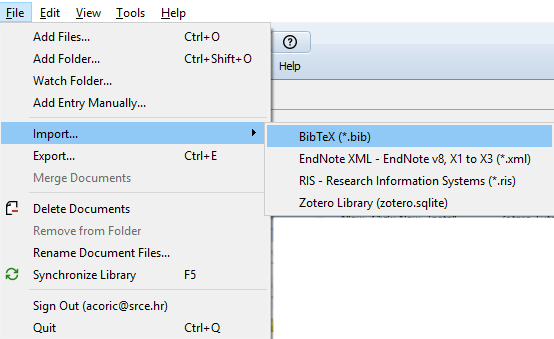 File Edit View Tools Help
Add Files... Ctrl+O
Add Folder... Ctrl+Shift+O
Watch Folder...
Add Entry Manually...
Import...
Export... Ctrl+E
Merge Documents
Delete Documents
Remove from Folder
Rename Document Files...
Synchronize Library F5
Sign Out (acoric@srce.hr)
Quit Ctrl+Q
?
Help
BibTeX (*.bib)
EndNote XML - EndNote v8, X1 to X3 (*.xml)
RIS - Research Information Systems (*.ris)
Zotero Library (zotero.sqlite)